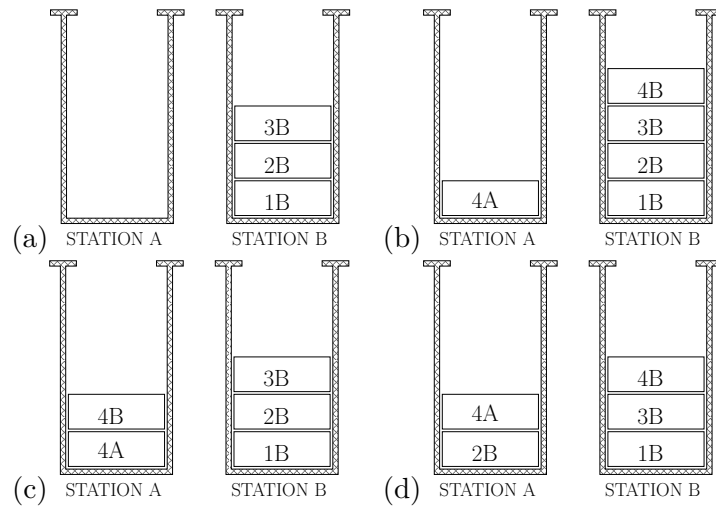 3B
2B
1B
(a) STATION A STATION B
4B
3B
2B
4A 1B
(b) STATION A STATION B
3B
4B 2B
4A 1B
(c) STATION A STATION B
4B
4A 3B
2B 1B
(d) STATION A STATION B